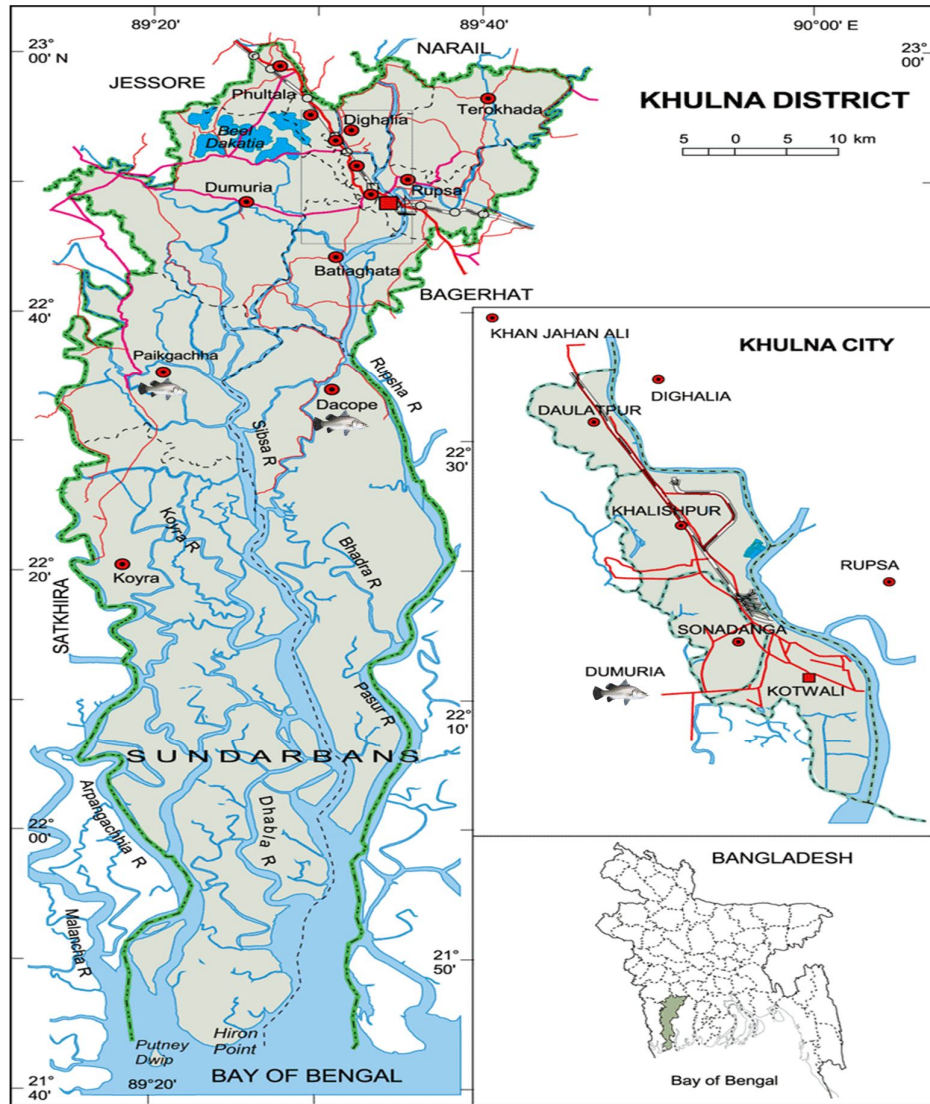 89°20'
89°40'
90°00' E
23°
00' N
23°
00'
NARAIL
JESSORE
Phultala
KHULNA DISTRICT
Terokhada
Dighalia
Beel
Dakatia
5 0 5 10 km
Dumuria
Rupsa
Batiaghata
BAGERHAT
22°
40'
KHAN JAHAN ALI
KHULNA CITY
Paikgachha
Rupsha R
Dacope
DIGHALIA
DAULATPUR
Sibsa R
22°
30'
Koyra R
KHALISHPUR
Bhadra R
22°
20'
Koyra
RUPSA
SATKHIRA
SONADANGA
DUMURIA
KOTWALI
Pasur R
22°
10'
SUNDARBANS
Arpangachhia R
Dhabla R
22°
00'
BANGLADESH
Malancha R
21°
50'
Hiron
Point
Putney
Dwip
BAY OF BENGAL
Bay of Bengal
21°
40'
89°20'